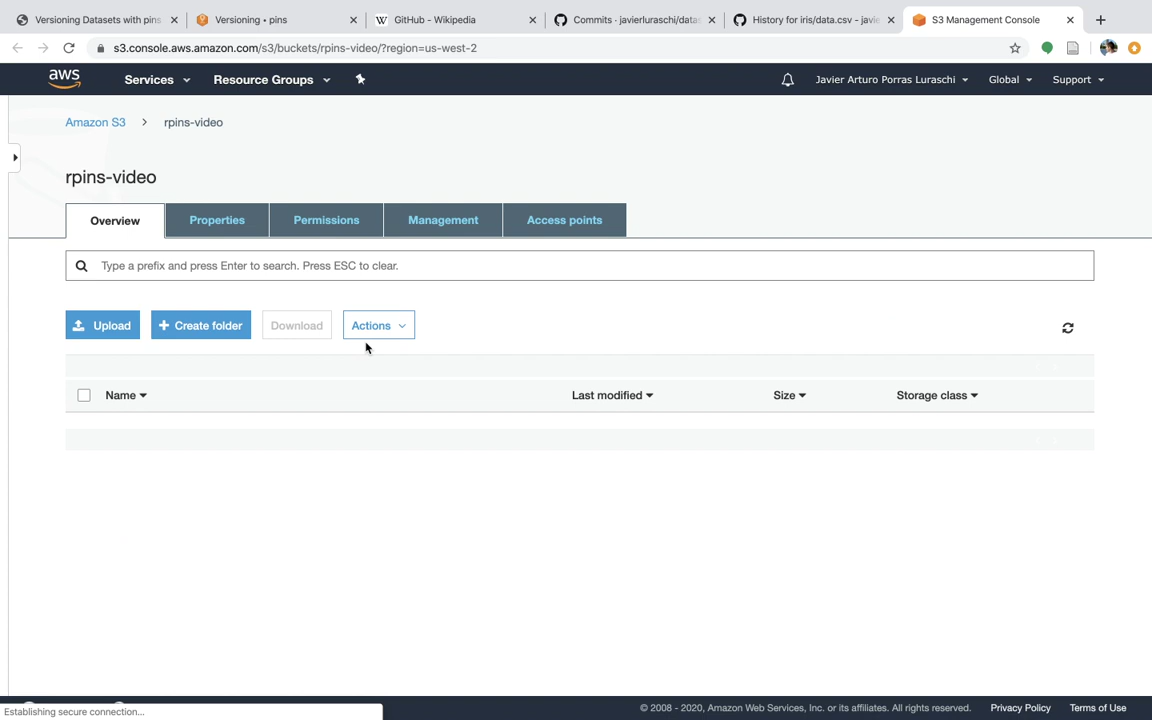 Versioning Datasets with pins
Versioning • pins
GitHub - Wikipedia
Commits · javierluraschi/datas
History for iris/data.csv - javie
S3 Management Console
s3.console.aws.amazon.com/s3/buckets/rpins-video/?region=us-west-2
aws
Services
Resource Groups
Javier Arturo Porras Luraschi
Global
Support
Amazon S3 > rpins-video
rpins-video
Overview
Properties
Permissions
Management
Access points
Type a prefix and press Enter to search. Press ESC to clear.
Upload
+ Create folder
Download
Actions
Name
Last modified
Size
Storage class
Establishing secure connection...
© 2008 - 2020, Amazon Web Services, Inc. or its affiliates. All rights reserved.
Privacy Policy
Terms of Use